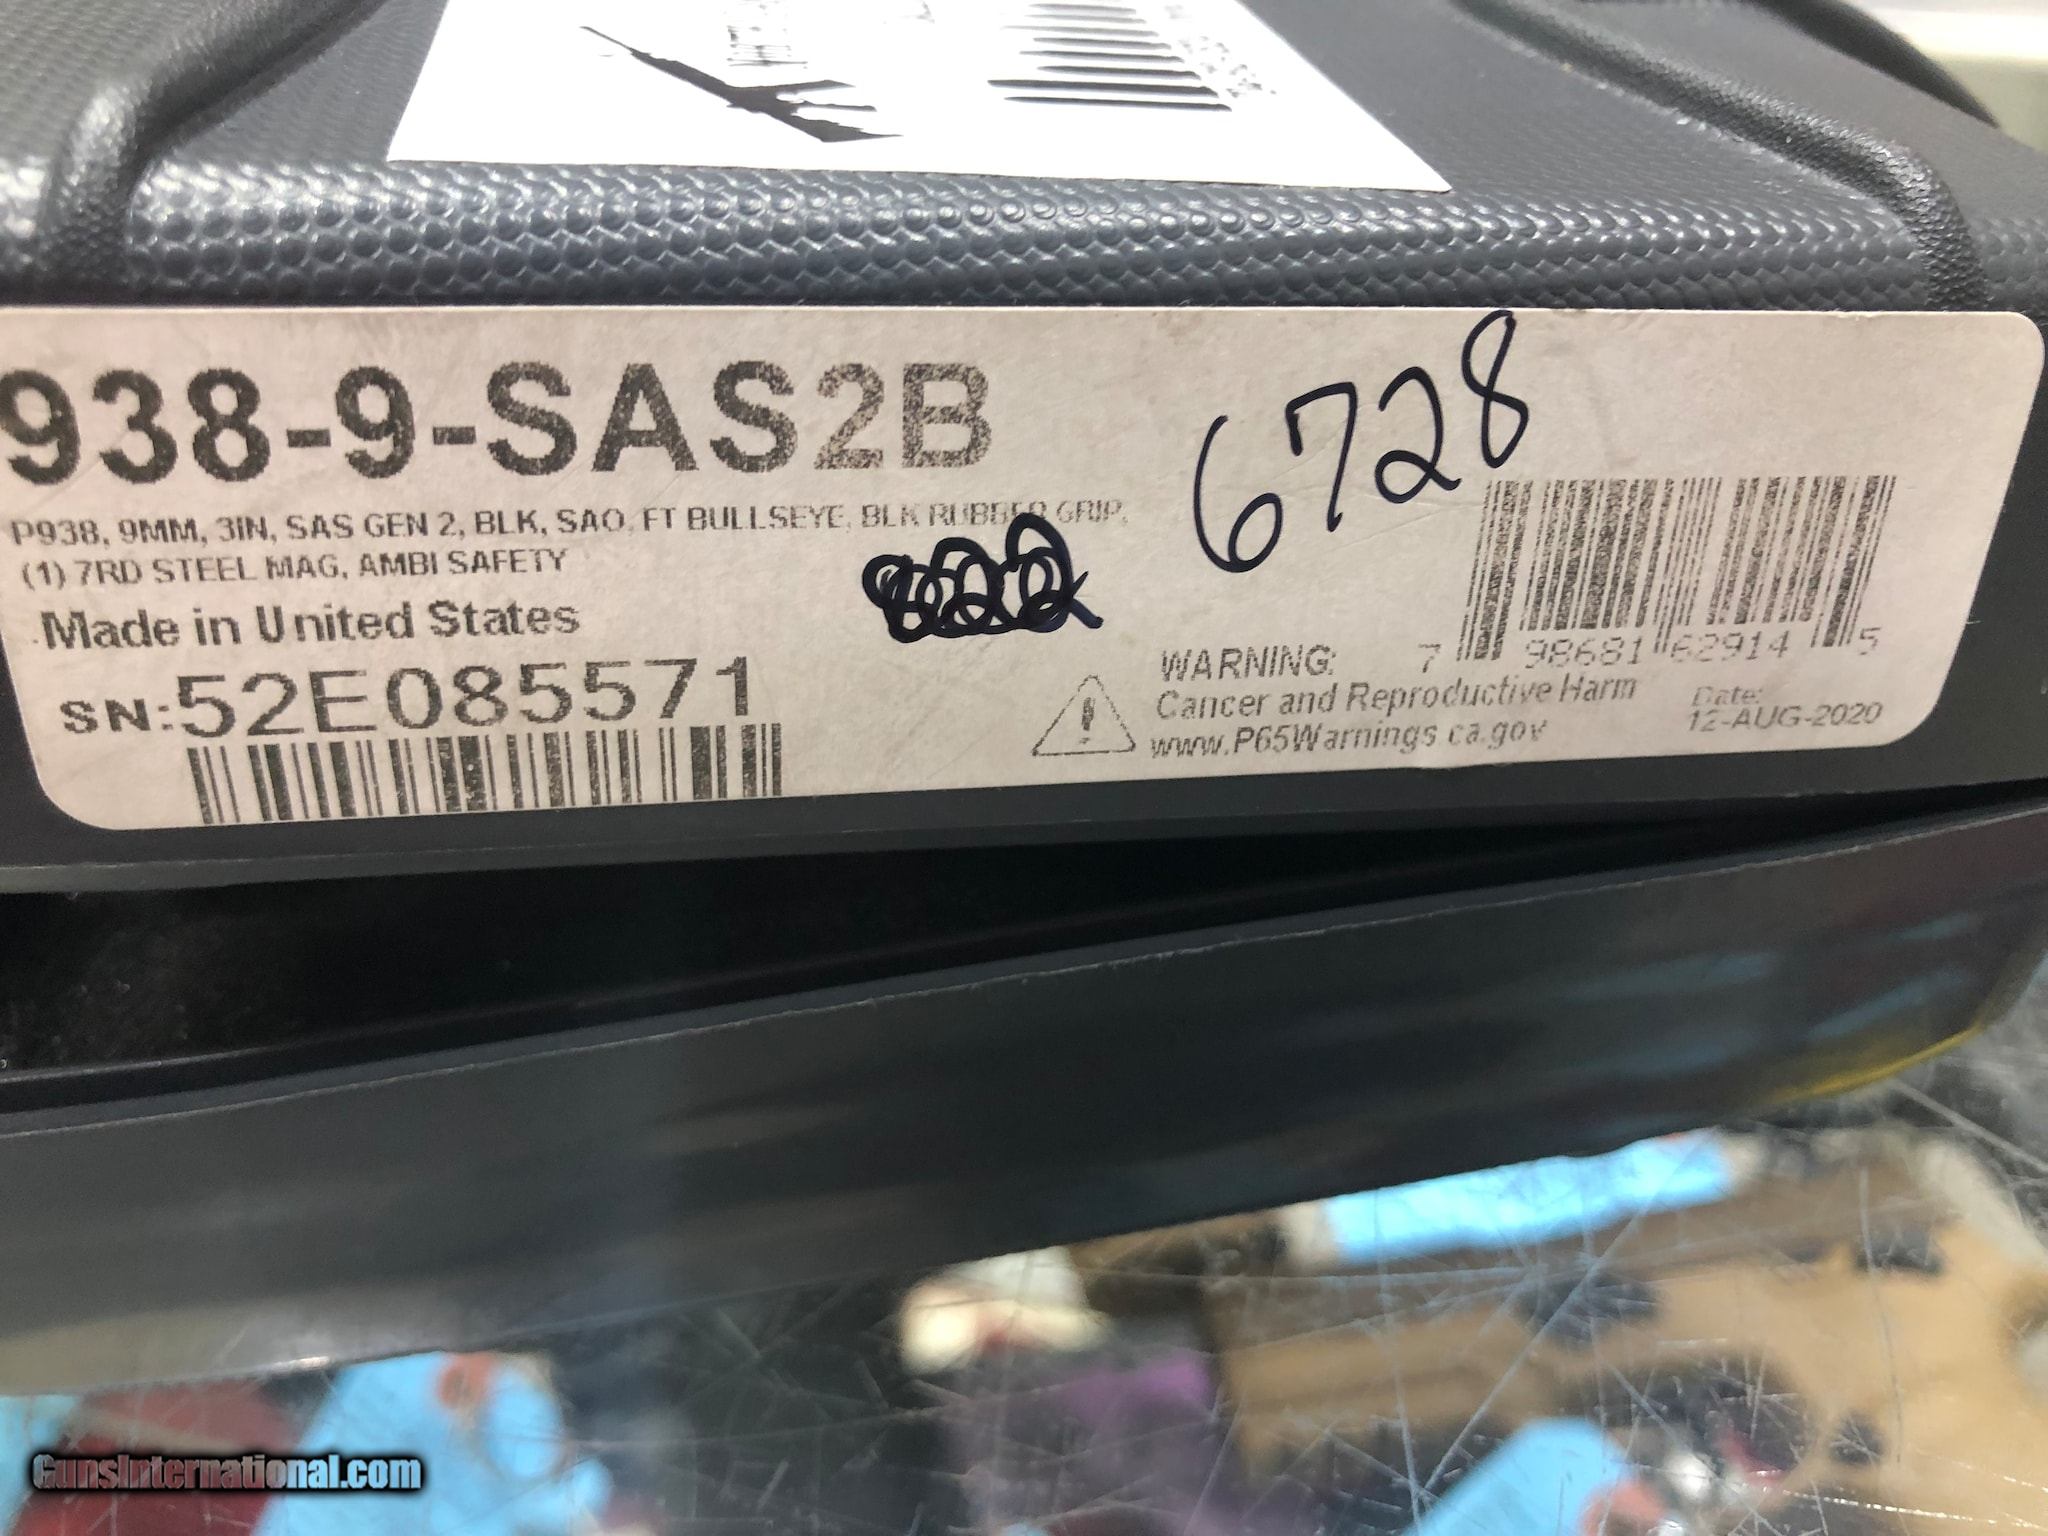 938-9-SAS2B
6728
P938, 9MM, 3IN, SAS GEN 2, BLK, SAO, FT BULLSEYE, BLK RUBBER GRIP,
(1) 7RD STEEL MAG, AMBI SAFETY
Made in United States
SN:52E085571
7 98681 62914 5
WARNING:
Cancer and Reproductive Harm
www.P65Warnings.ca.gov
Date:
12-AUG-2020
GunsInternational.com